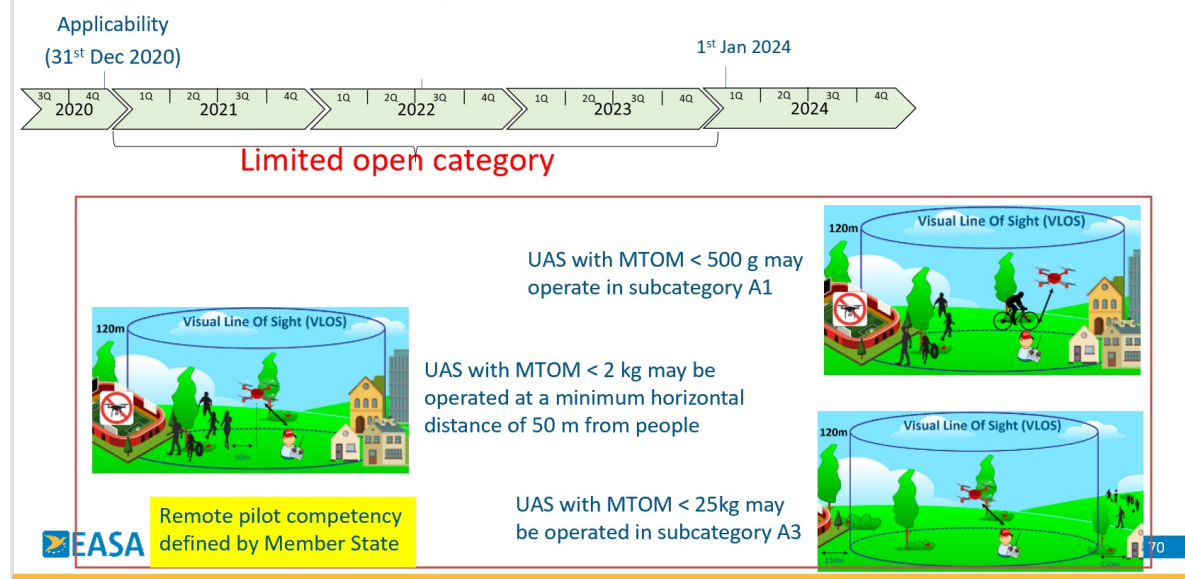 Applicability
(31st Dec 2020)
1st Jan 2024
3Q 4Q 1Q 2Q 3Q 4Q 1Q 2Q 3Q 4Q 1Q 2Q 3Q 4Q 1Q 2Q 3Q 4Q
2020 2021 2022 2023 2024
Limited open category
UAS with MTOM < 500 g may
operate in subcategory A1
120m
Visual Line Of Sight (VLOS)
120m
Visual Line Of Sight (VLOS)
50m
UAS with MTOM < 2 kg may be
operated at a minimum horizontal
distance of 50 m from people
UAS with MTOM < 25kg may
be operated in subcategory A3
120m
Visual Line Of Sight (VLOS)
150m
150m
Remote pilot competency
defined by Member State
EASA
70